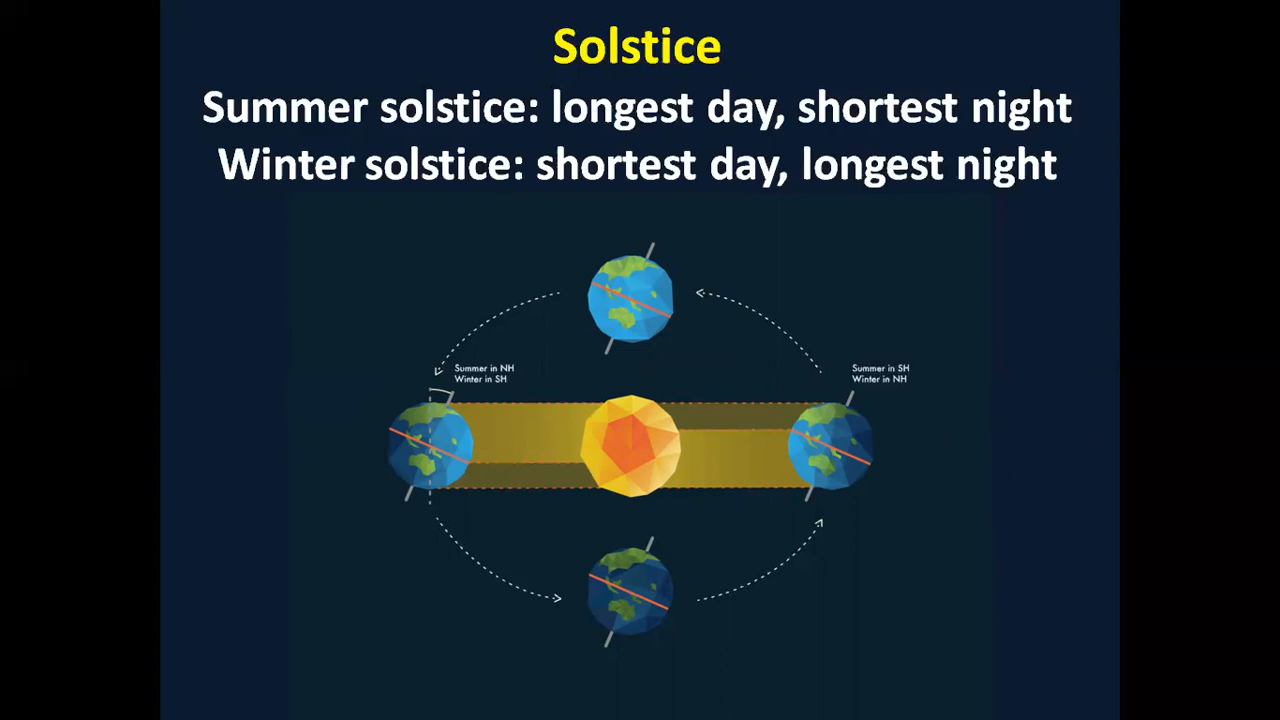 Solstice
Summer solstice: longest day, shortest night
Winter solstice: shortest day, longest night
Summer in NH
Winter in SH
Summer in SH
Winter in NH